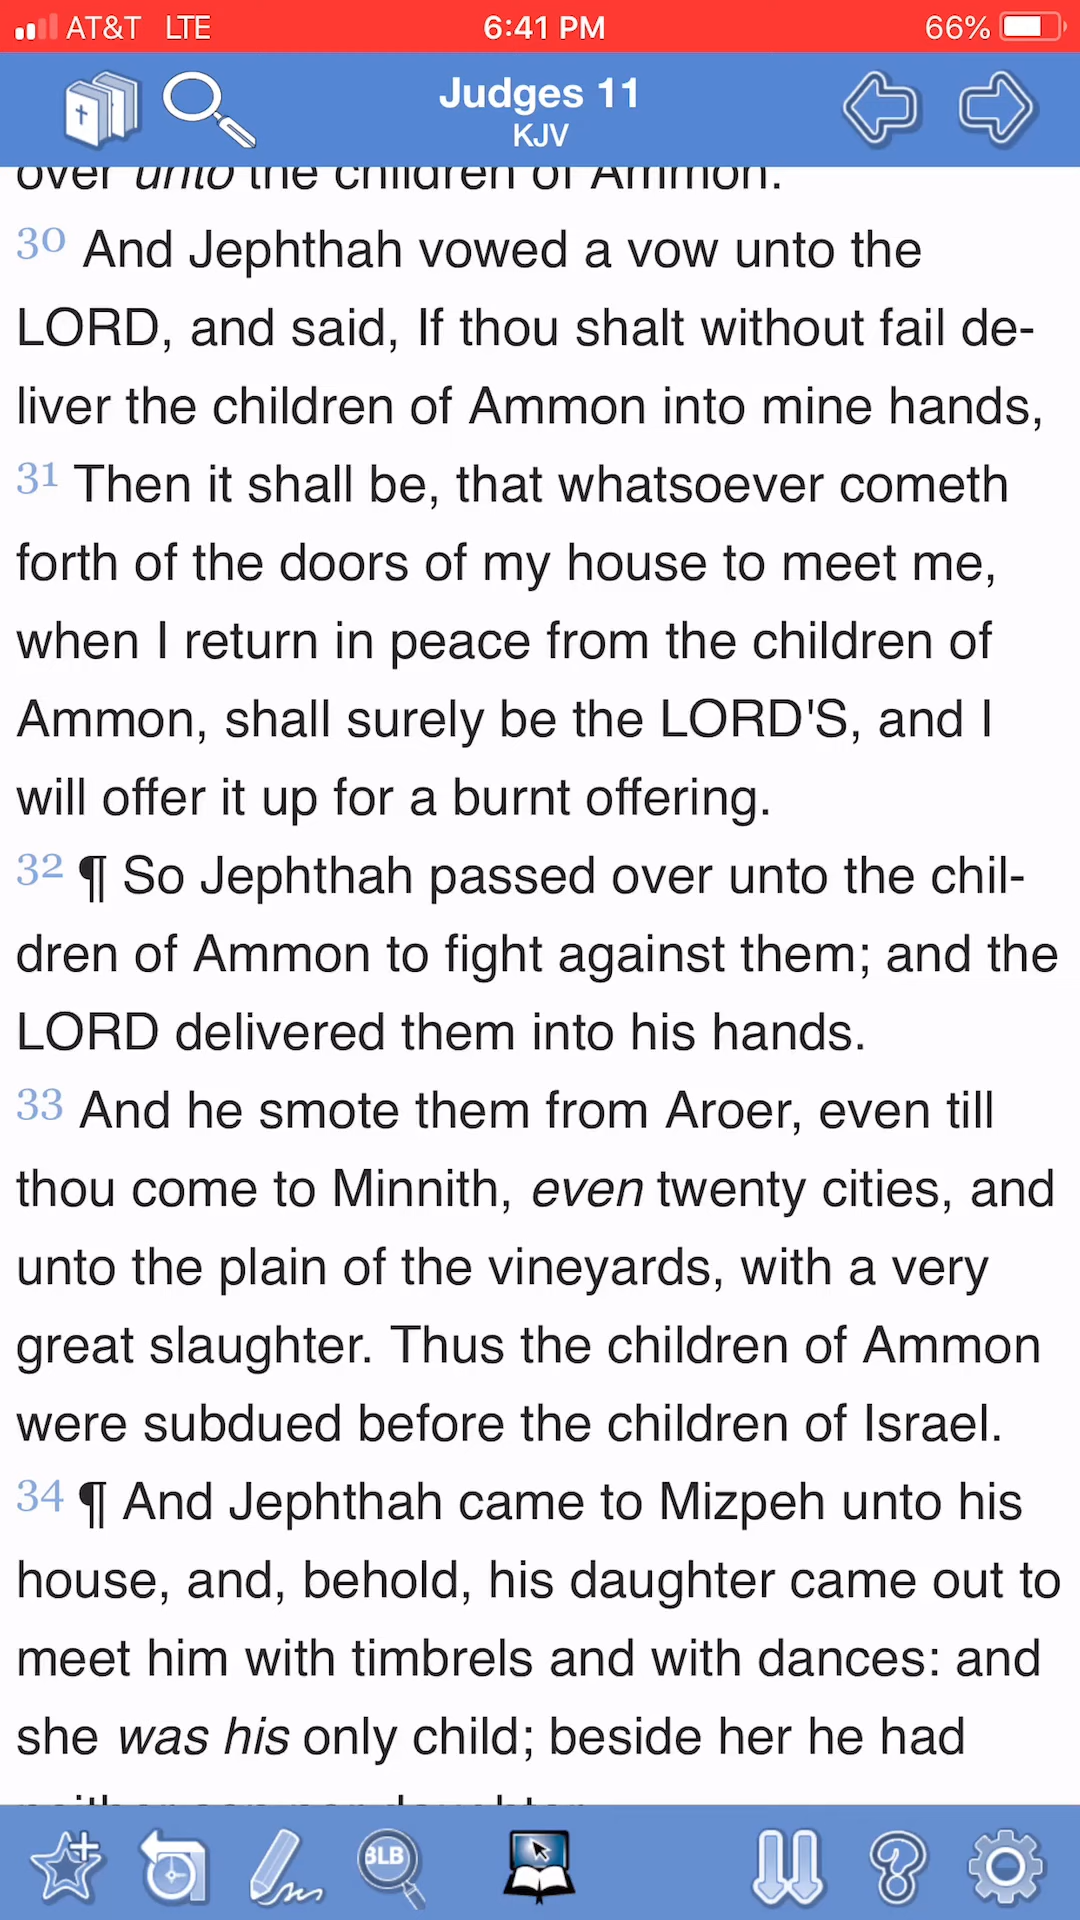 AT&T LTE 6:41 PM 66%
Judges 11
KJV
over unto the children of Ammon.
30 And Jephthah vowed a vow unto the
LORD, and said, If thou shalt without fail de-
liver the children of Ammon into mine hands,
31 Then it shall be, that whatsoever cometh
forth of the doors of my house to meet me,
when I return in peace from the children of
Ammon, shall surely be the LORD'S, and I
will offer it up for a burnt offering.
32 ¶ So Jephthah passed over unto the chil-
dren of Ammon to fight against them; and the
LORD delivered them into his hands.
33 And he smote them from Aroer, even till
thou come to Minnith, even twenty cities, and
unto the plain of the vineyards, with a very
great slaughter. Thus the children of Ammon
were subdued before the children of Israel.
34 ¶ And Jephthah came to Mizpeh unto his
house, and, behold, his daughter came out to
meet him with timbrels and with dances: and
she was his only child; beside her he had
BLB